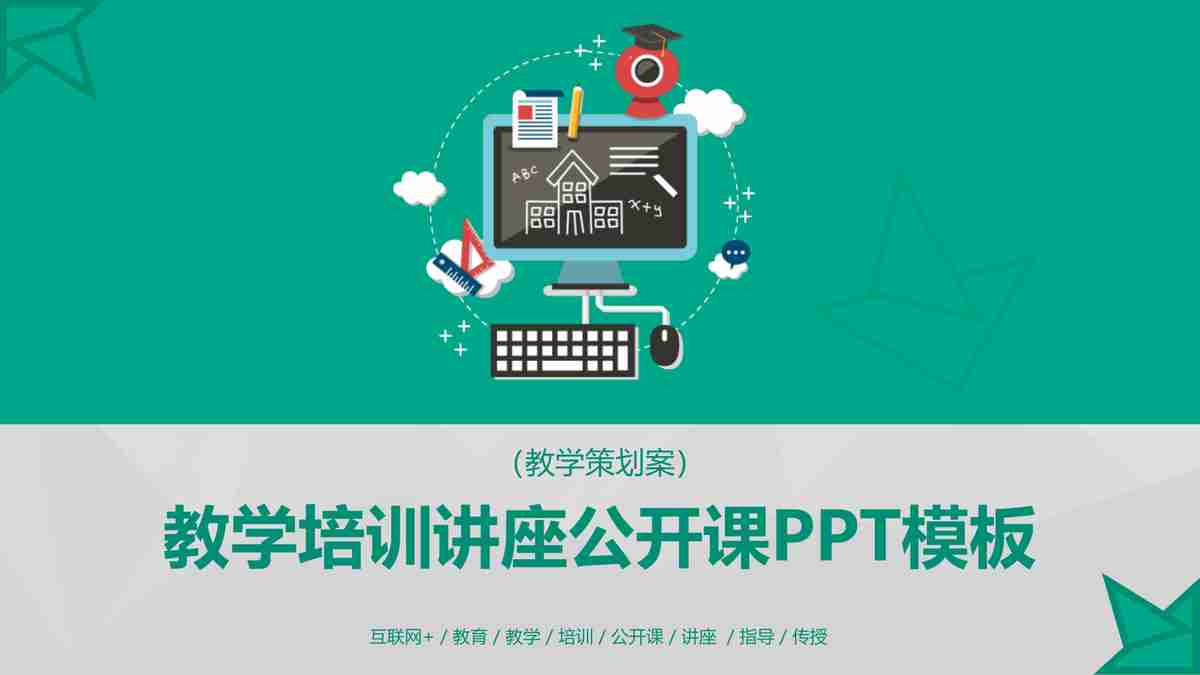 ABC
x+y
（教学策划案）
教学培训讲座公开课PPT模板
互联网+ / 教育 / 教学 / 培训 / 公开课 / 讲座 / 指导 / 传授